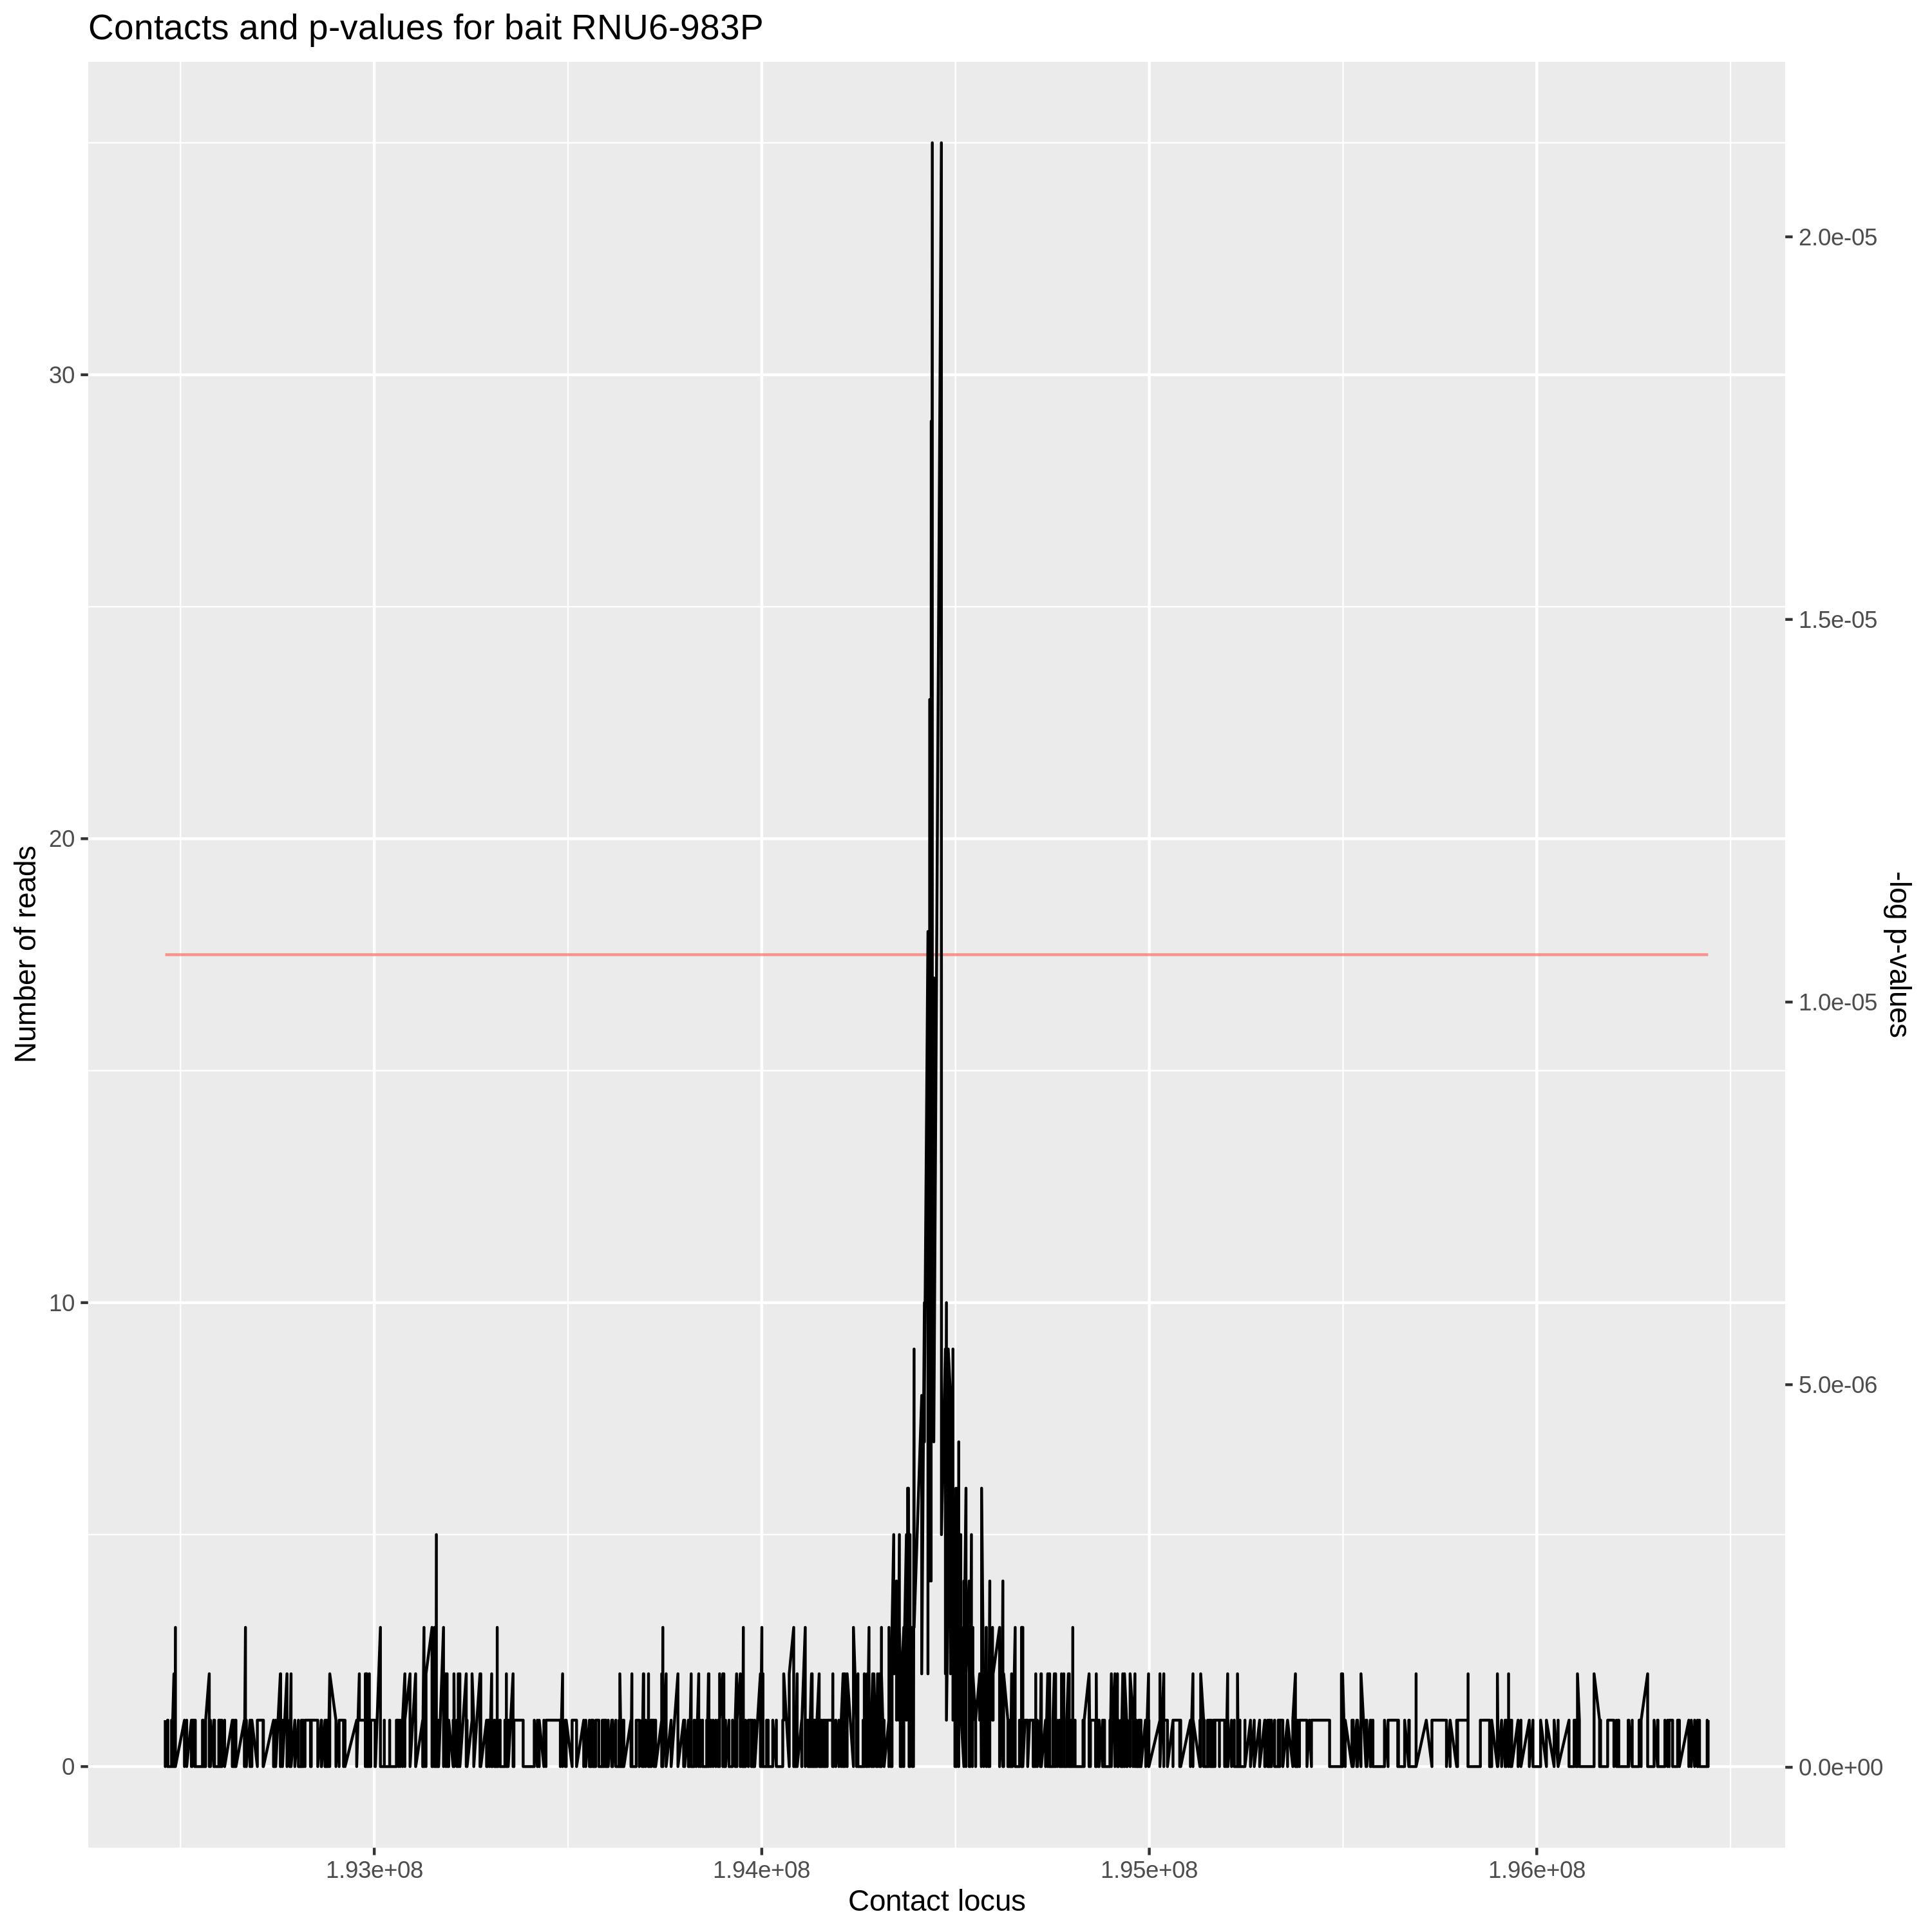 Contacts and p-values for bait RNU6-983P
30
20
10
0
Number of reads
2.0e-05
1.5e-05
1.0e-05
5.0e-06
0.0e+00
-log p-values
1.93e+08
1.94e+08
1.95e+08
1.96e+08
Contact locus